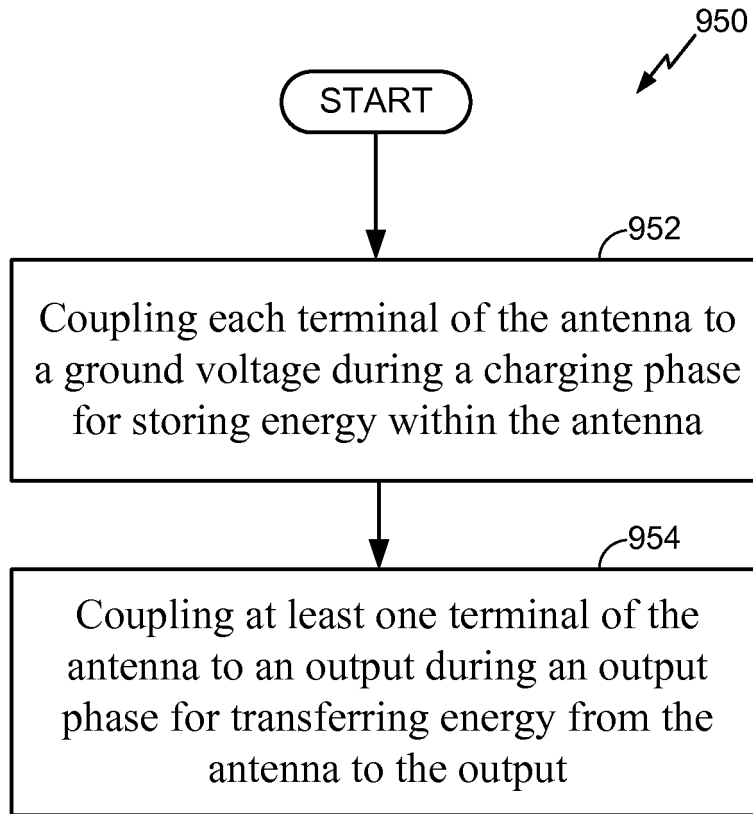 950
START
952
Coupling each terminal of the antenna to
a ground voltage during a charging phase
for storing energy within the antenna
954
Coupling at least one terminal of the
antenna to an output during an output
phase for transferring energy from the
antenna to the output